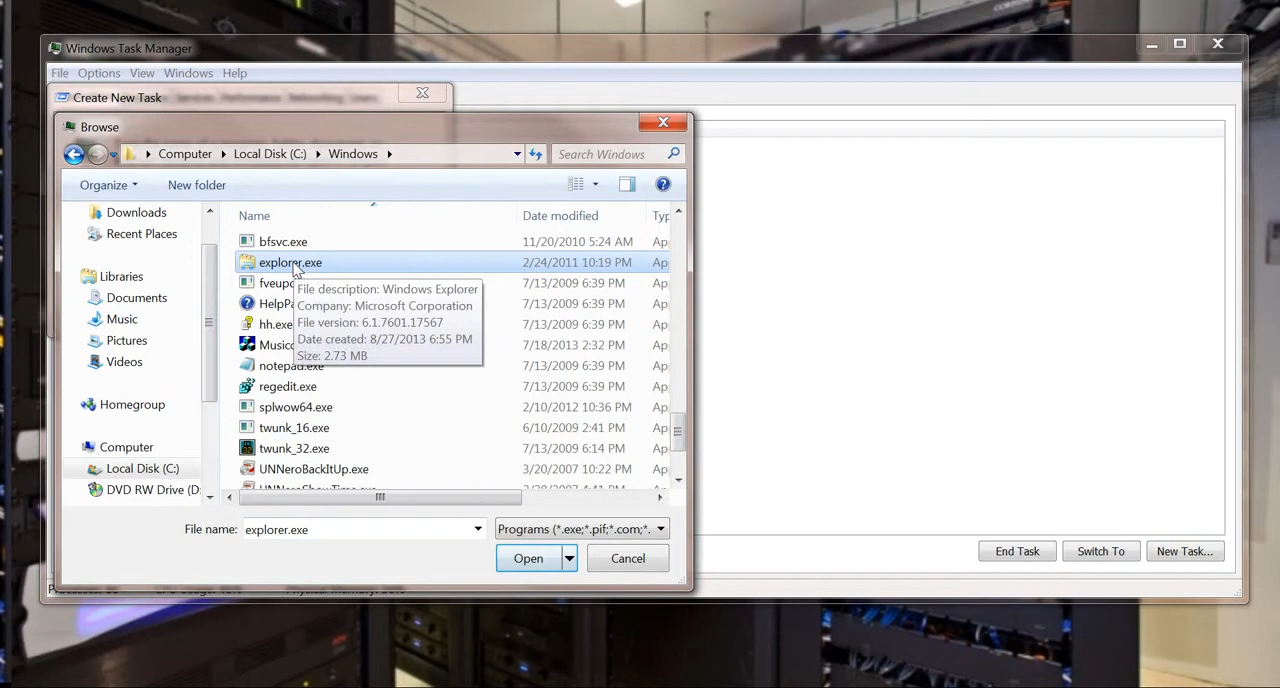 Windows Task Manager
File Options View Windows Help
Create New Task
Browse
Computer Local Disk (C:) Windows
Search Windows
Organize New folder
Downloads
Recent Places
Libraries
Documents
Music
Pictures
Videos
Homegroup
Computer
Local Disk (C:)
DVD RW Drive (D:
Name Date modified Typ
bfsvc.exe 11/20/2010 5:24 AM Ap
explorer.exe 2/24/2011 10:19 PM Ap
fveupd 7/13/2009 6:39 PM Ap
HelpPa 7/13/2009 6:39 PM Ap
hh.exe 7/13/2009 6:39 PM Ap
Musicc 7/18/2013 2:32 PM Ap
notepad.exe 7/13/2009 6:39 PM Ap
regedit.exe 7/13/2009 6:39 PM Ap
splwow64.exe 2/10/2012 10:36 PM Ap
twunk_16.exe 6/10/2009 2:41 PM Ap
twunk_32.exe 7/13/2009 6:14 PM Ap
UNNeroBackItUp.exe 3/20/2007 10:22 PM Ap
File description: Windows Explorer
Company: Microsoft Corporation
File version: 6.1.7601.17567
Date created: 8/27/2013 6:55 PM
Size: 2.73 MB
File name: explorer.exe Programs (*.exe;*.pif;*.com;*.
Open Cancel
End Task Switch To New Task...